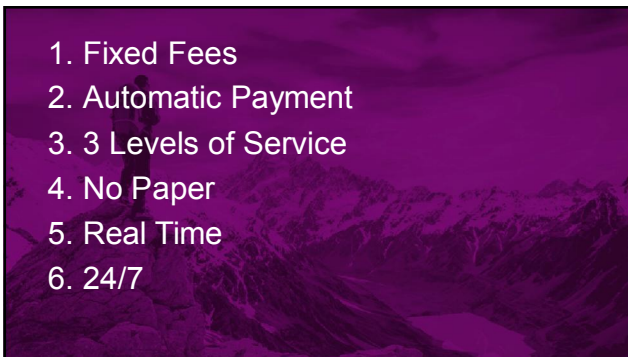 1. Fixed Fees
2. Automatic Payment
3. 3 Levels of Service
4. No Paper
5. Real Time
6. 24/7